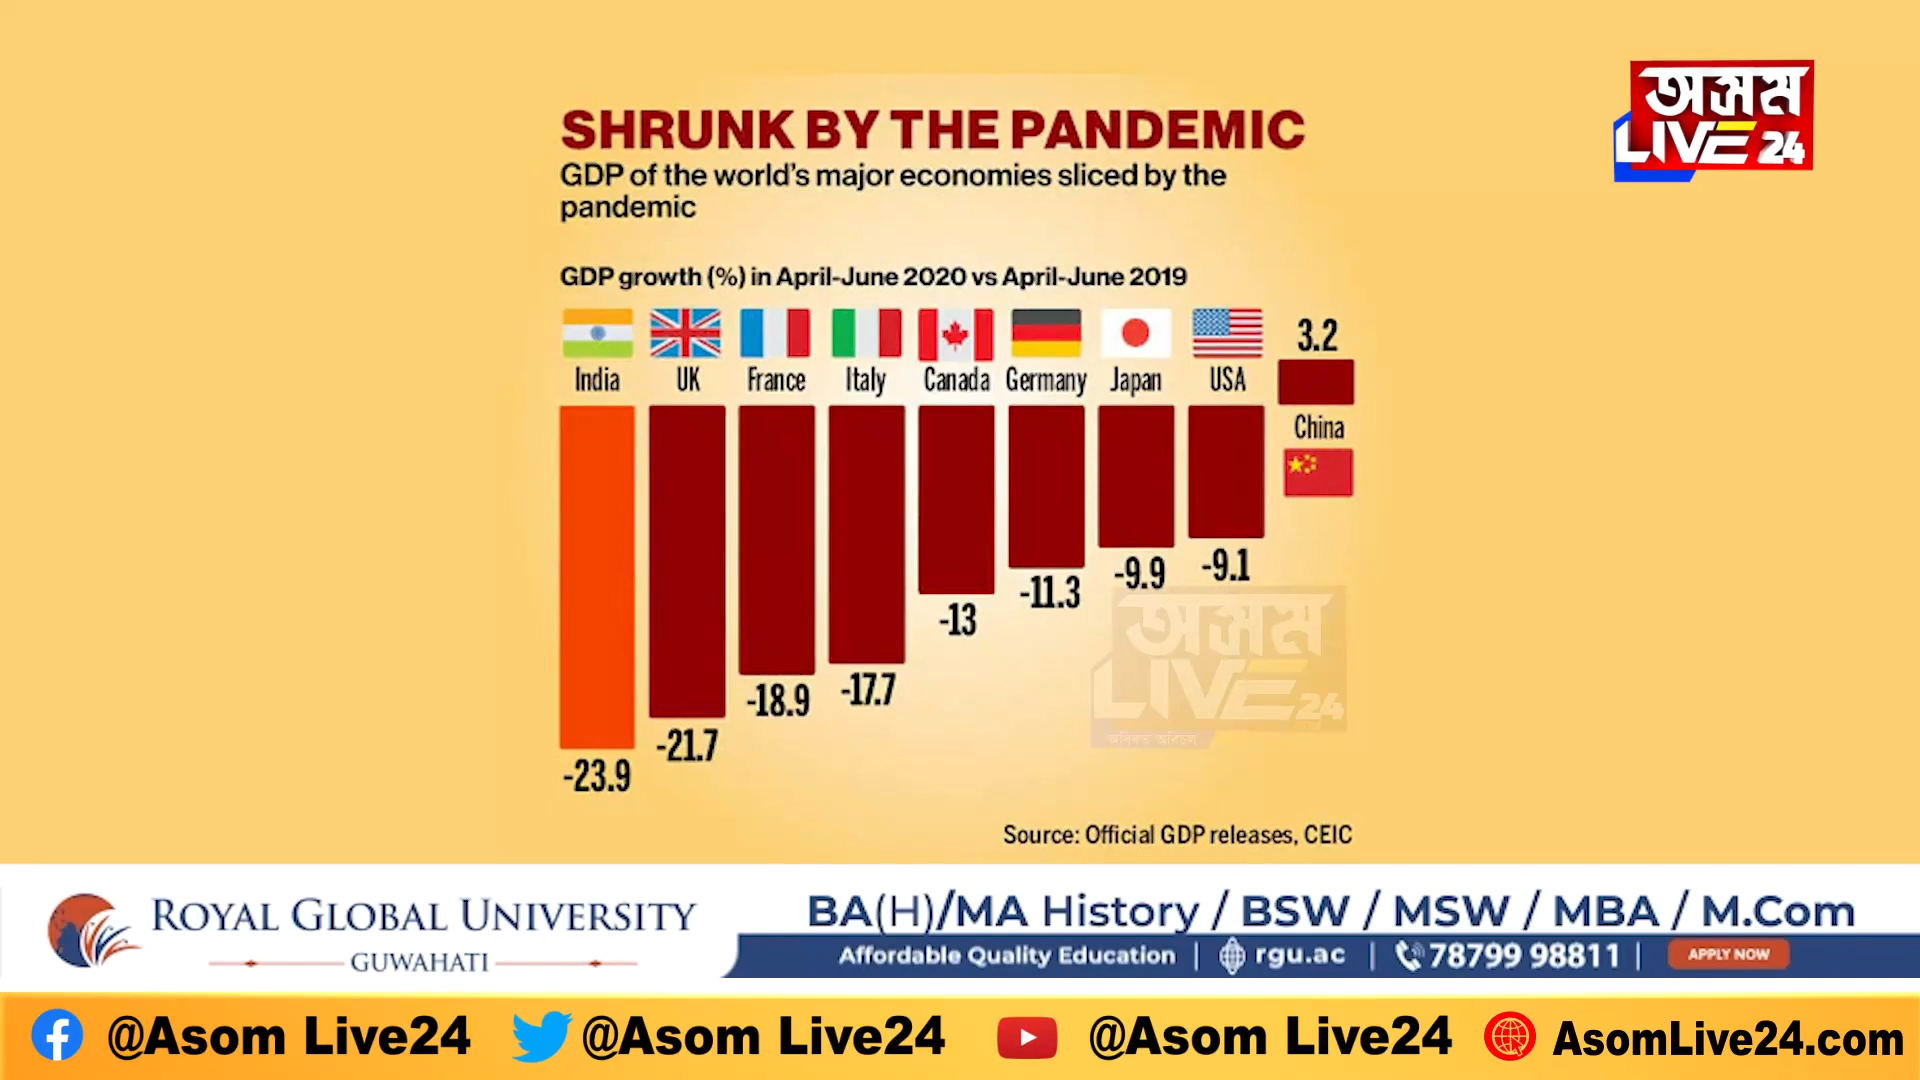 SHRUNK BY THE PANDEMIC
GDP of the world's major economies sliced by the
pandemic
GDP growth (%) in April-June 2020 vs April-June 2019
India
UK
France
Italy
Canada
Germany
Japan
USA
3.2
China
-23.9
-21.7
-18.9
-17.7
-13
-11.3
-9.9
-9.1
Source: Official GDP releases, CEIC
অসম
LIVE 24
অসম
LIVE 24
অবিৰত অবিচল
ROYAL GLOBAL UNIVERSITY
GUWAHATI
BA(H)/MA History / BSW / MSW / MBA / M.Com
Affordable Quality Education | rgu.ac | 78799 98811 | APPLY NOW
@Asom Live24 @Asom Live24 @Asom Live24 AsomLive24.com